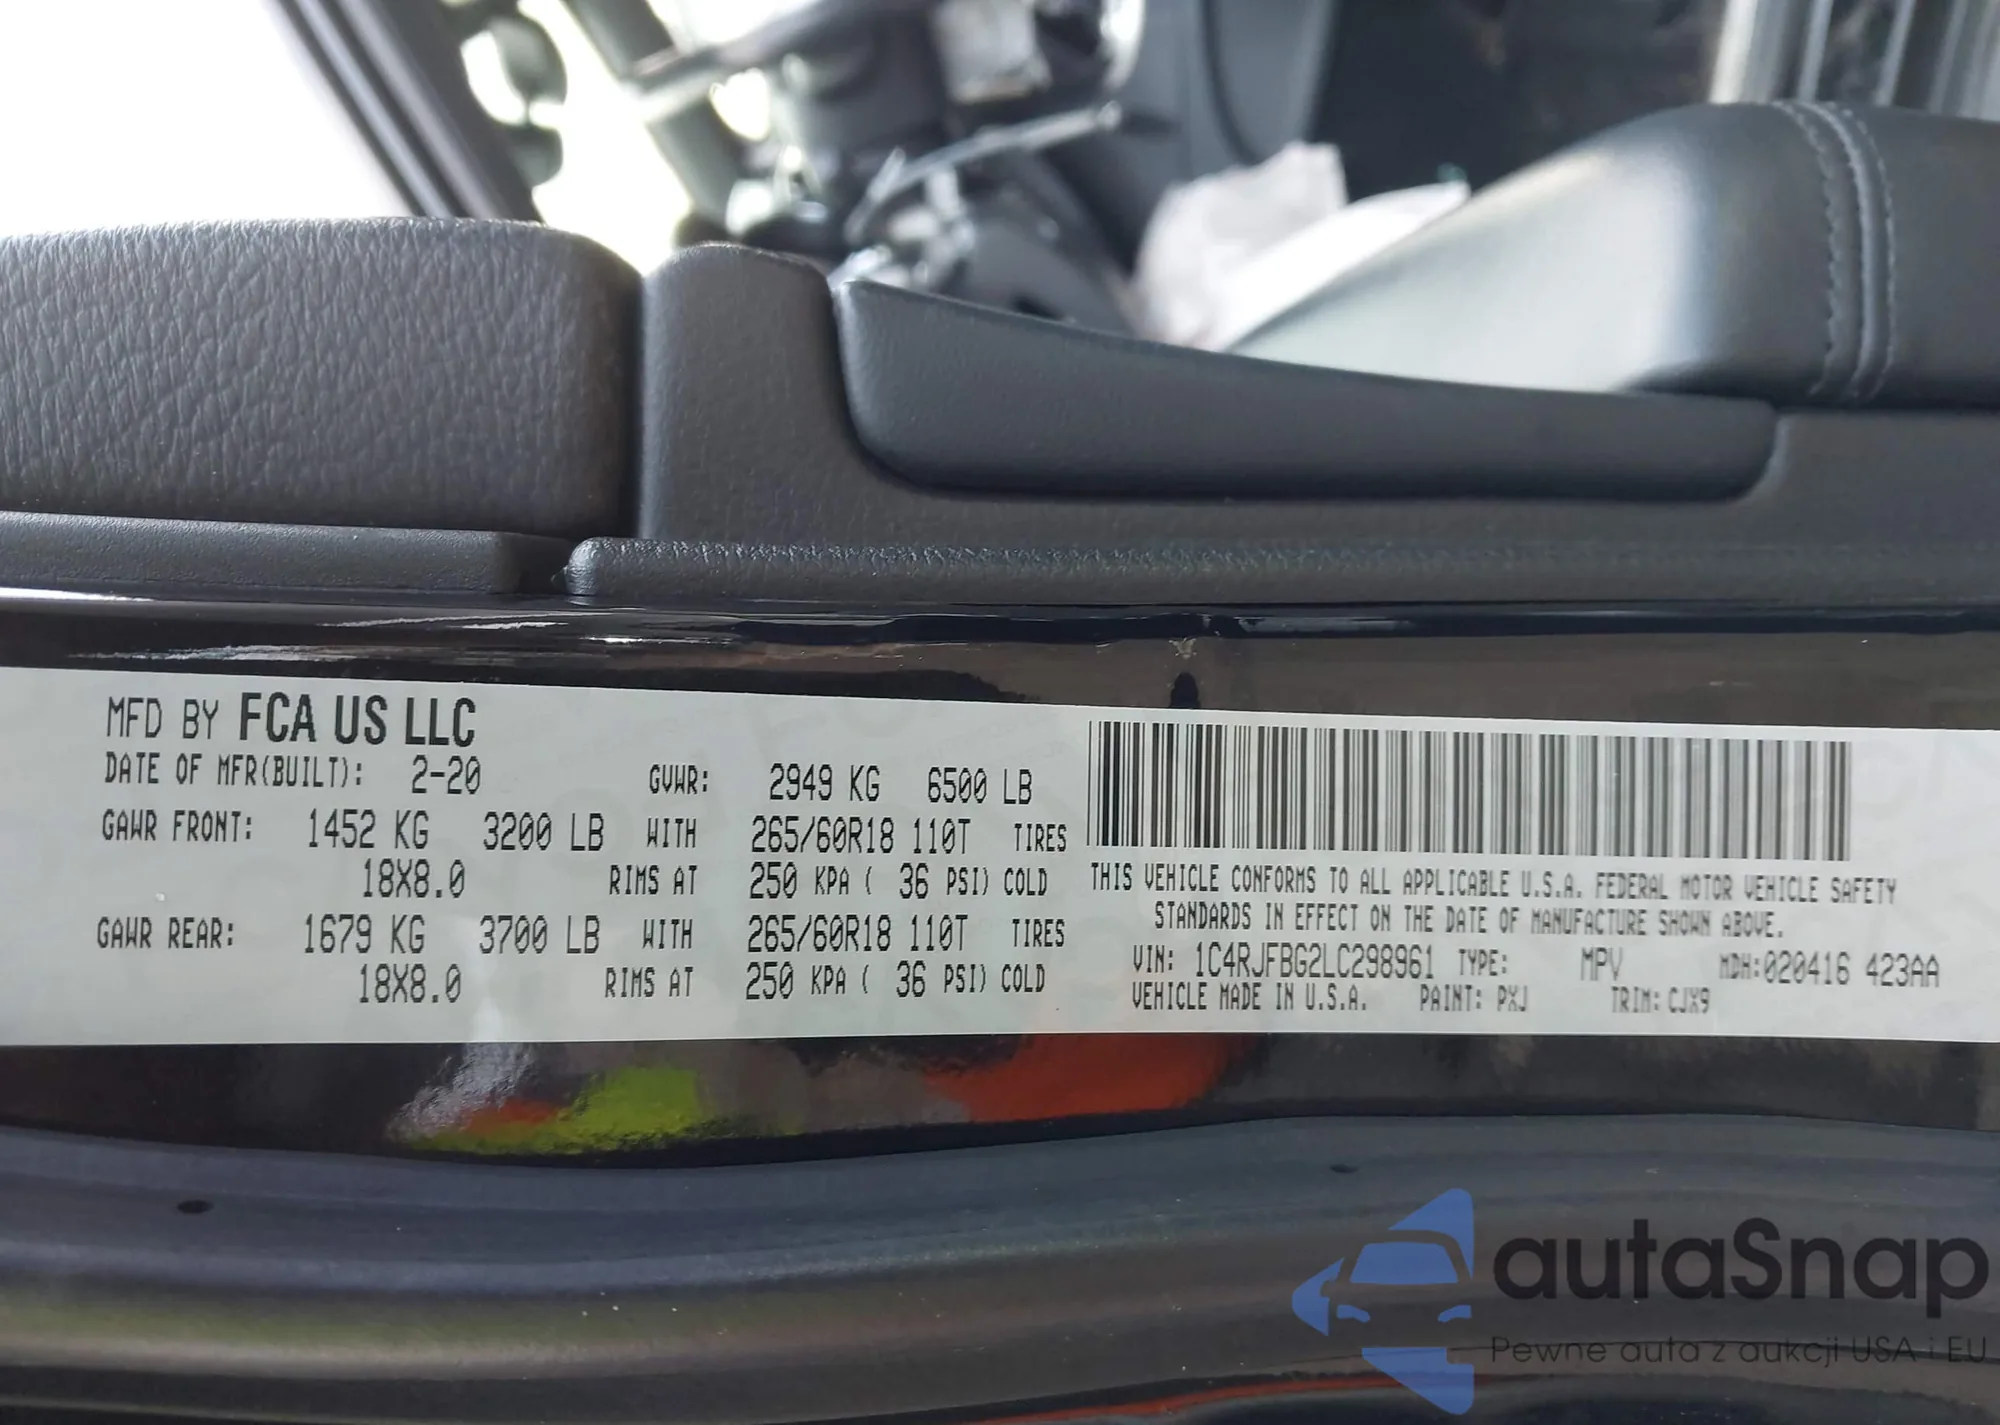 MFD BY FCA US LLC
DATE OF MFR(BUILT): 2-20 GVWR: 2949 KG 6500 LB
GAWR FRONT: 1452 KG 3200 LB WITH 265/60R18 110T TIRES
18X8.0 RIMS AT 250 KPA ( 36 PSI) COLD
GAWR REAR: 1679 KG 3700 LB WITH 265/60R18 110T TIRES
18X8.0 RIMS AT 250 KPA ( 36 PSI) COLD
THIS VEHICLE CONFORMS TO ALL APPLICABLE U.S.A. FEDERAL MOTOR VEHICLE SAFETY
STANDARDS IN EFFECT ON THE DATE OF MANUFACTURE SHOWN ABOVE.
VIN: 1C4RJFBG2LC298961 TYPE: MPV MDH:020416 423AA
VEHICLE MADE IN U.S.A. PAINT: PXJ TRIM: CJX9
autaSnap
Pewne auta z aukcji USA i EU